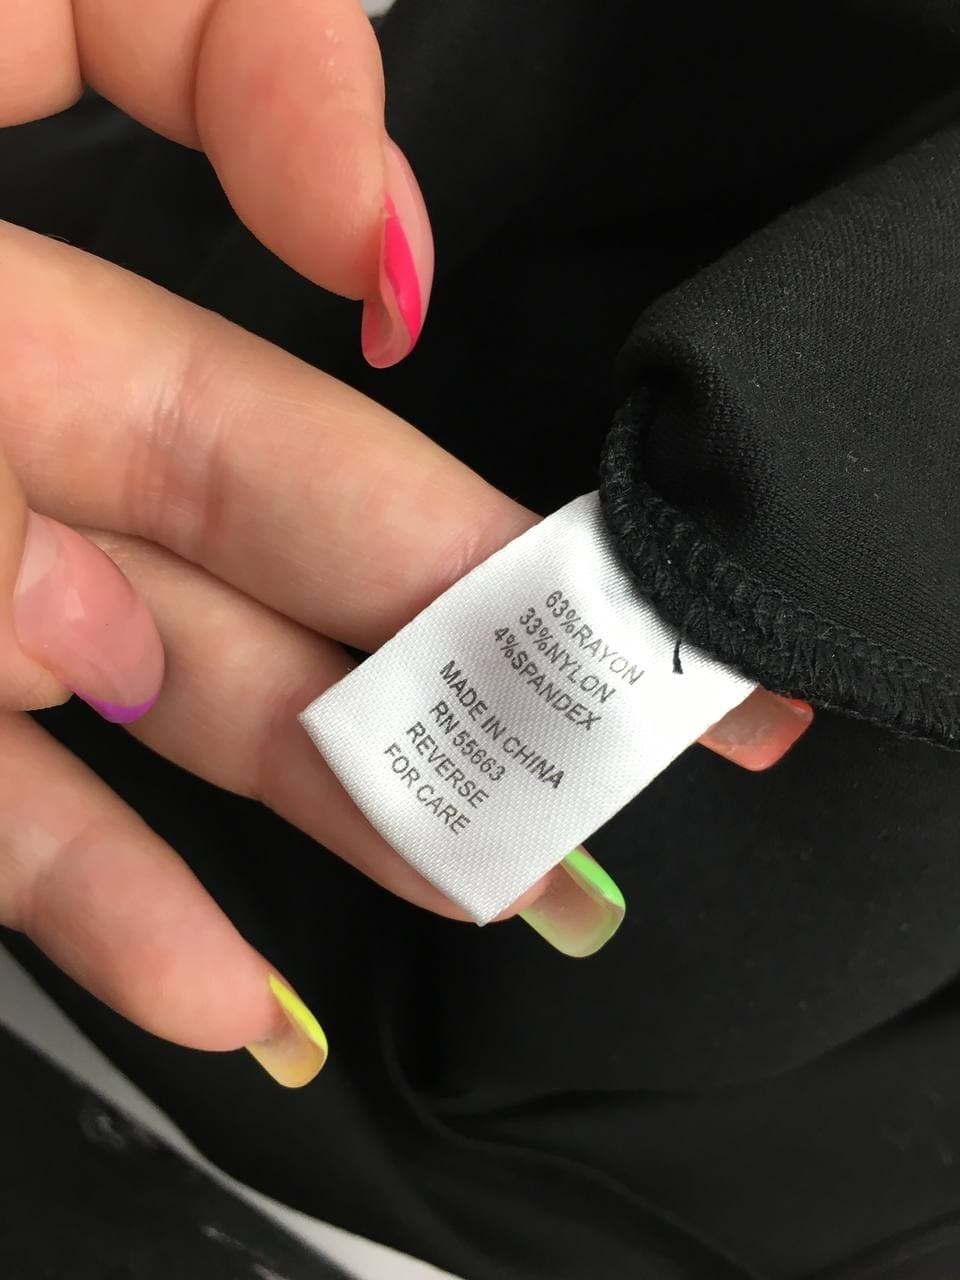 63%RAYON
33%NYLON
4%SPANDEX
MADE IN CHINA
RN 55663
REVERSE
FOR CARE